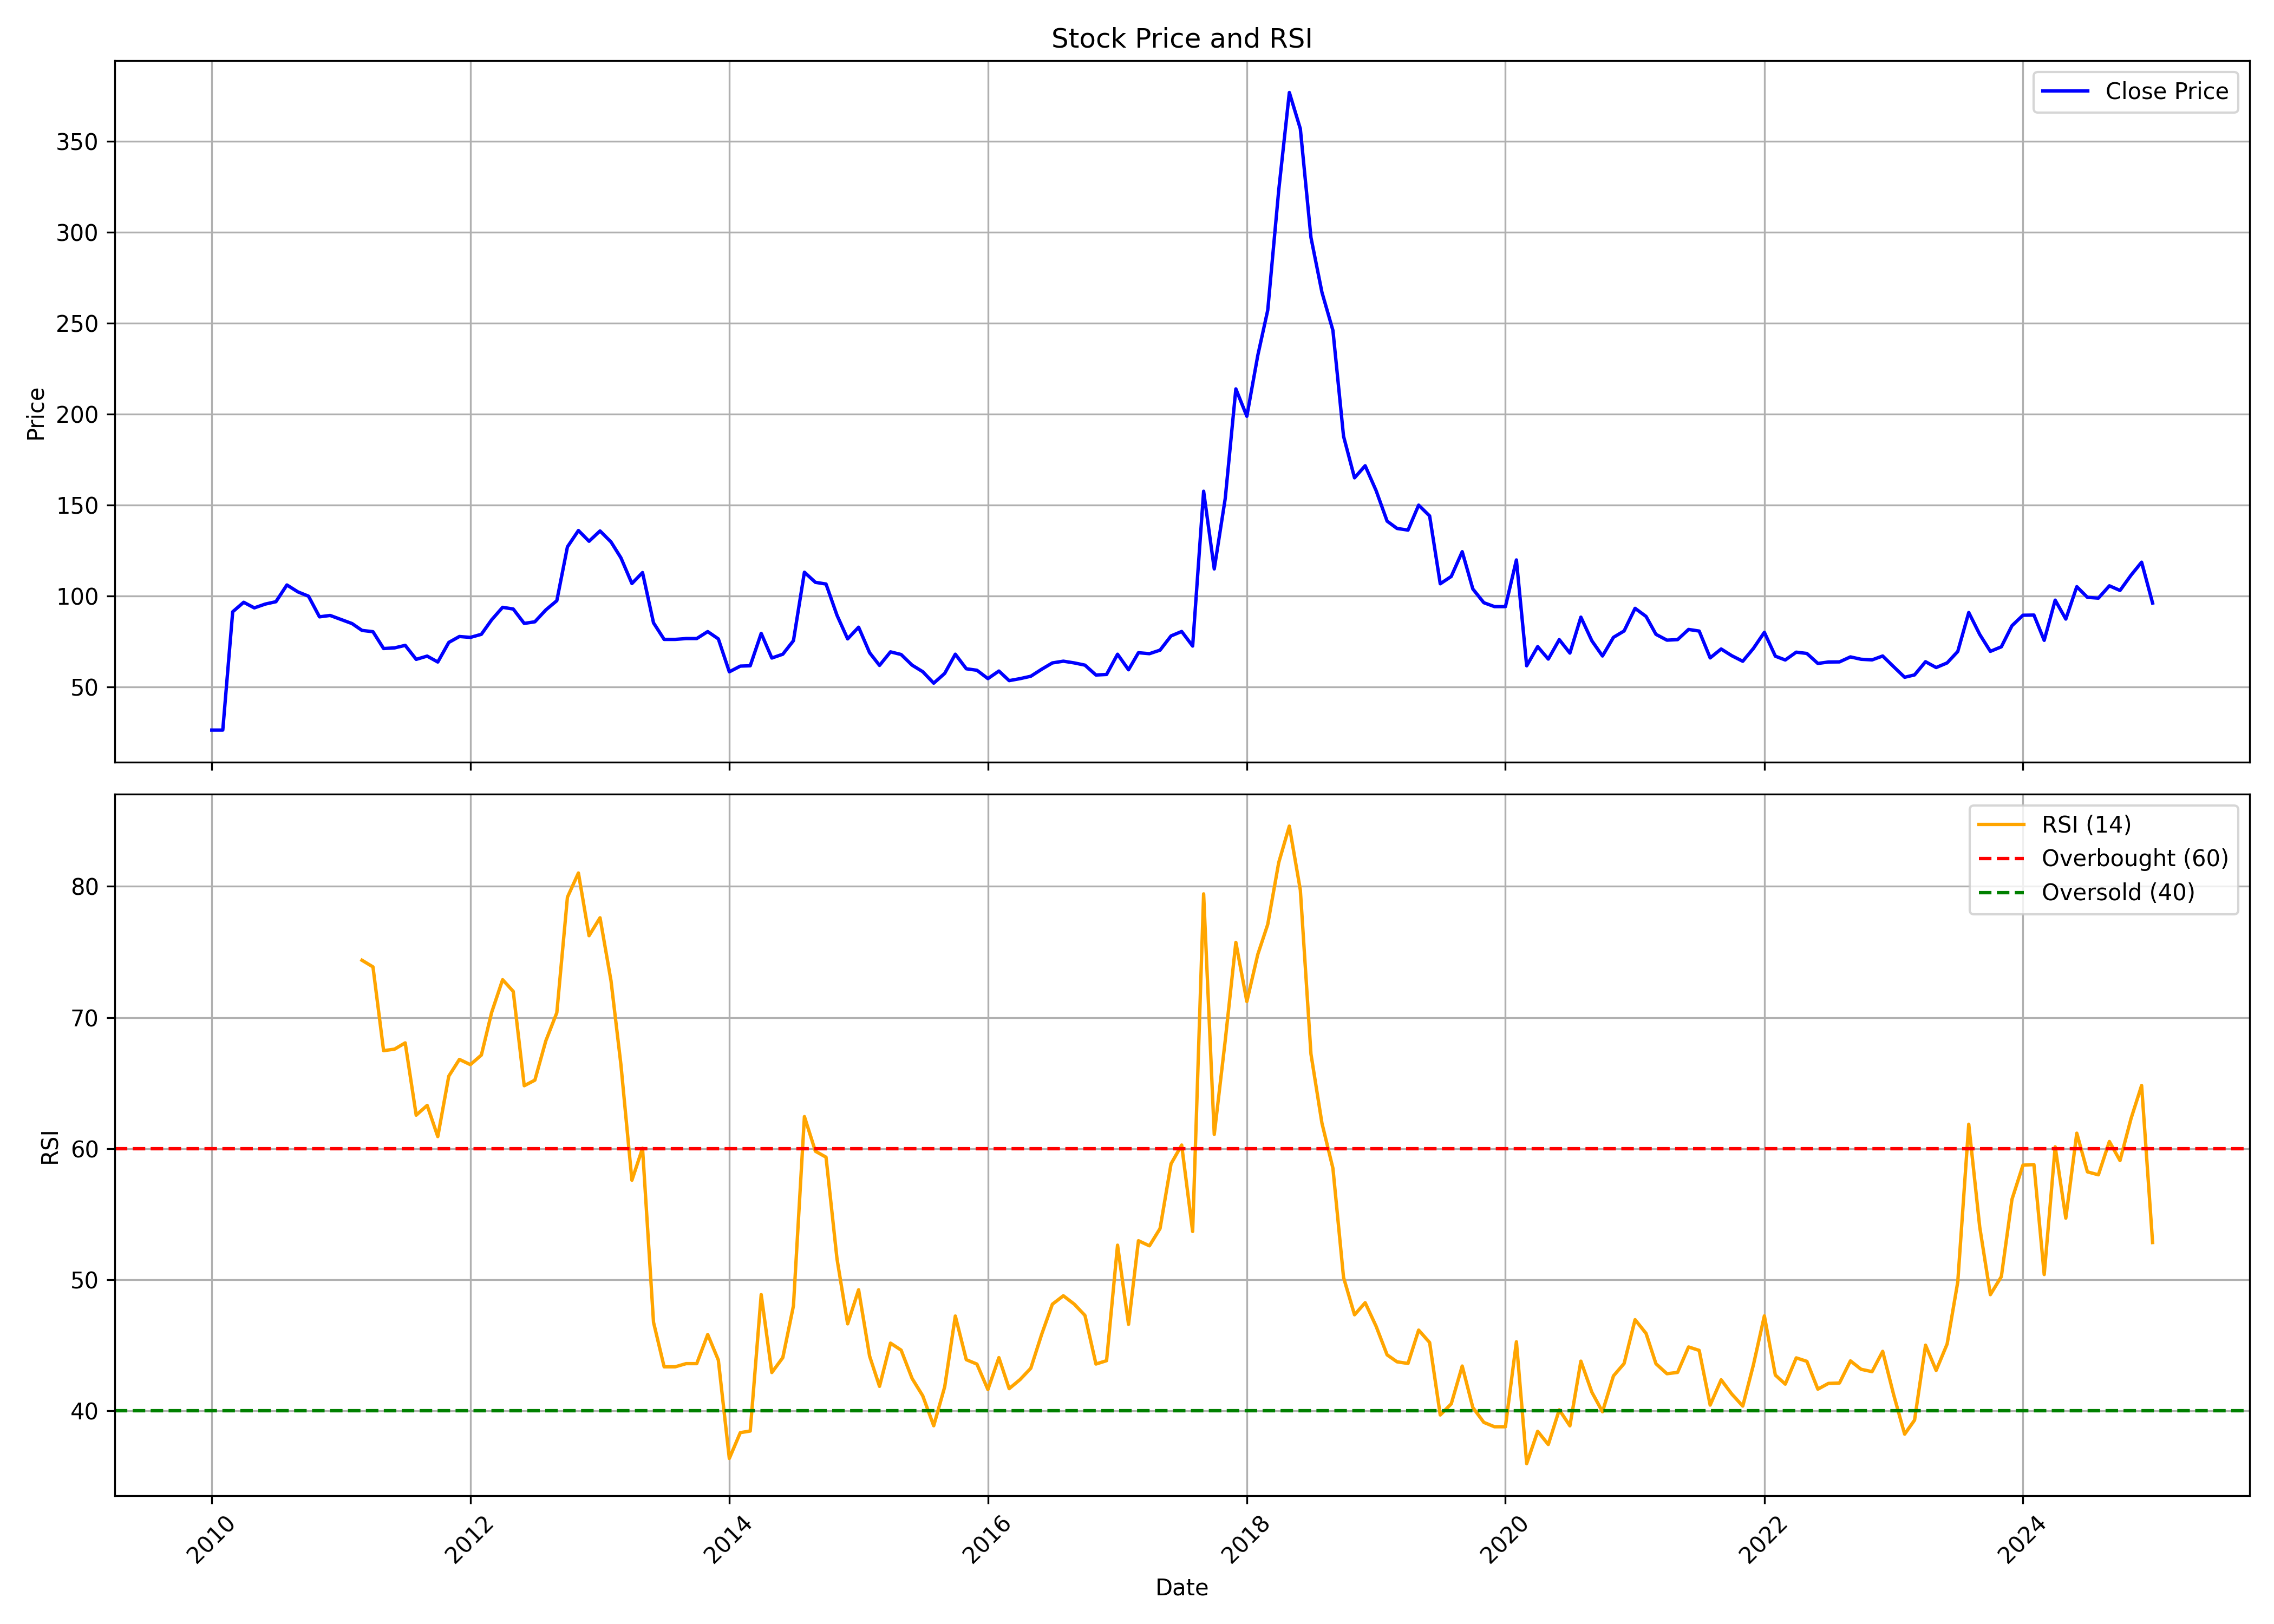 Stock Price and RSI
Close Price
350
300
250
200
150
100
50
Price
RSI (14)
Overbought (60)
Oversold (40)
80
70
60
50
40
RSI
2010
2012
2014
2016
2018
2020
2022
2024
Date